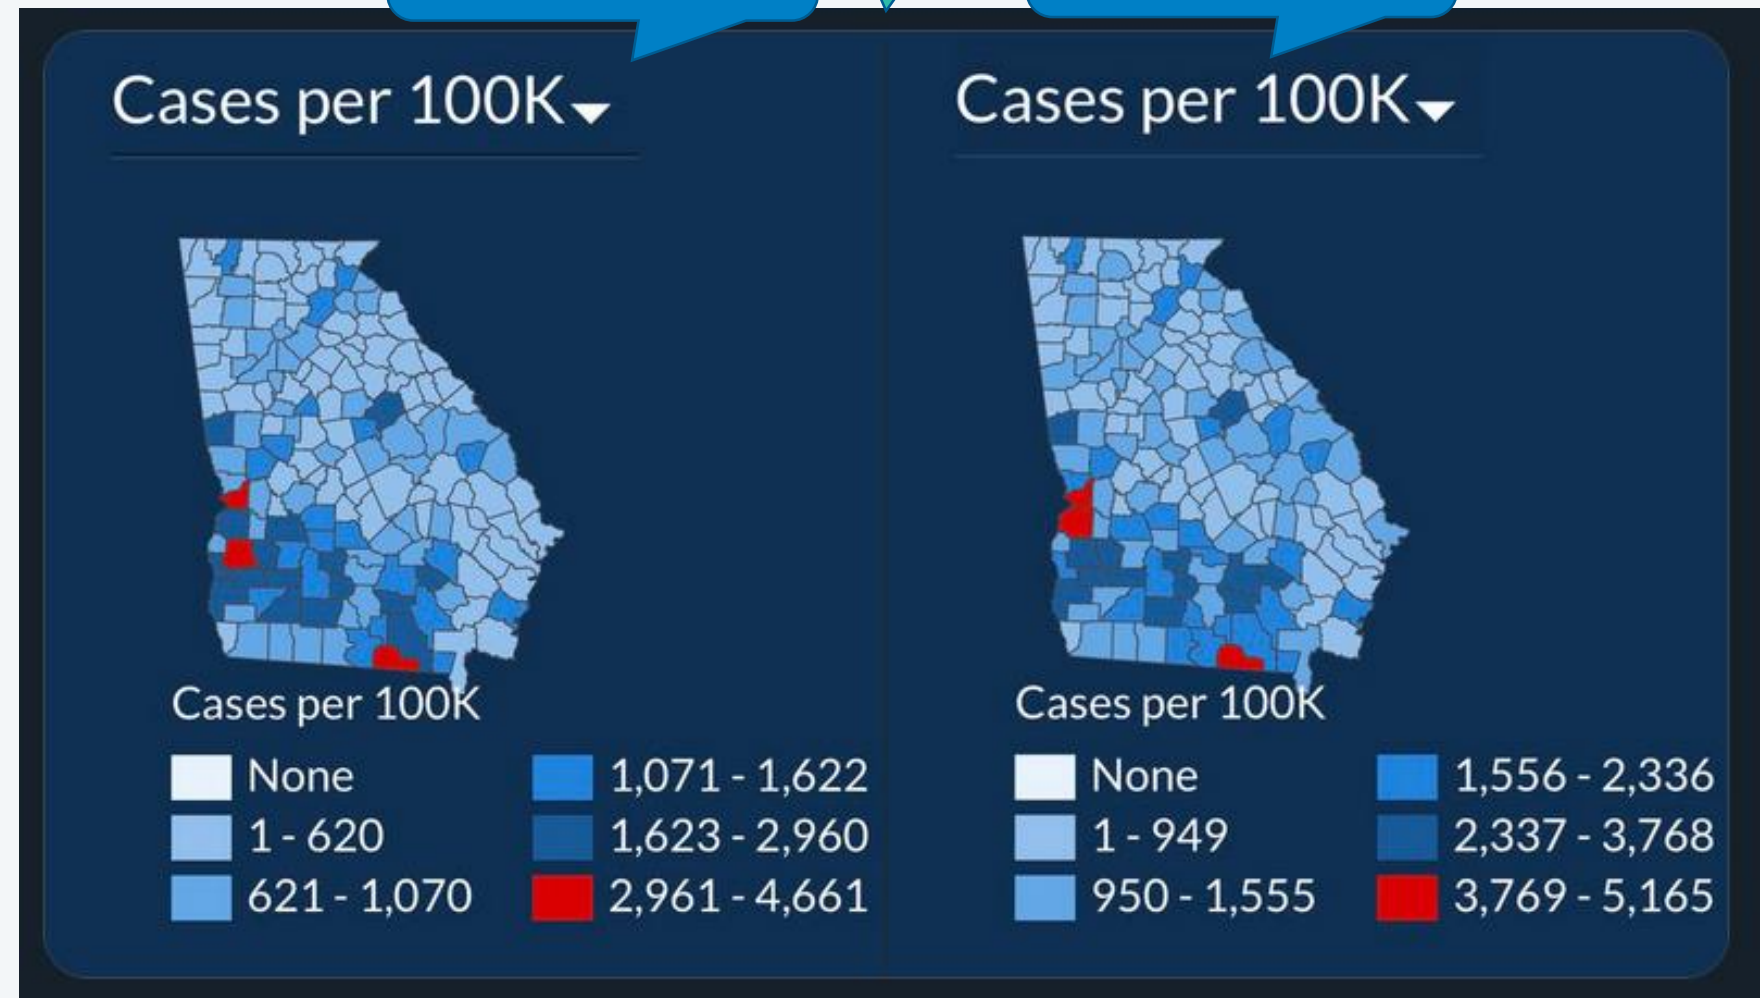 Cases per 100K
Cases per 100K
Cases per 100K
None
1 - 620
621 - 1,070
1,071 - 1,622
1,623 - 2,960
2,961 - 4,661
Cases per 100K
None
1 - 949
950 - 1,555
1,556 - 2,336
2,337 - 3,768
3,769 - 5,165